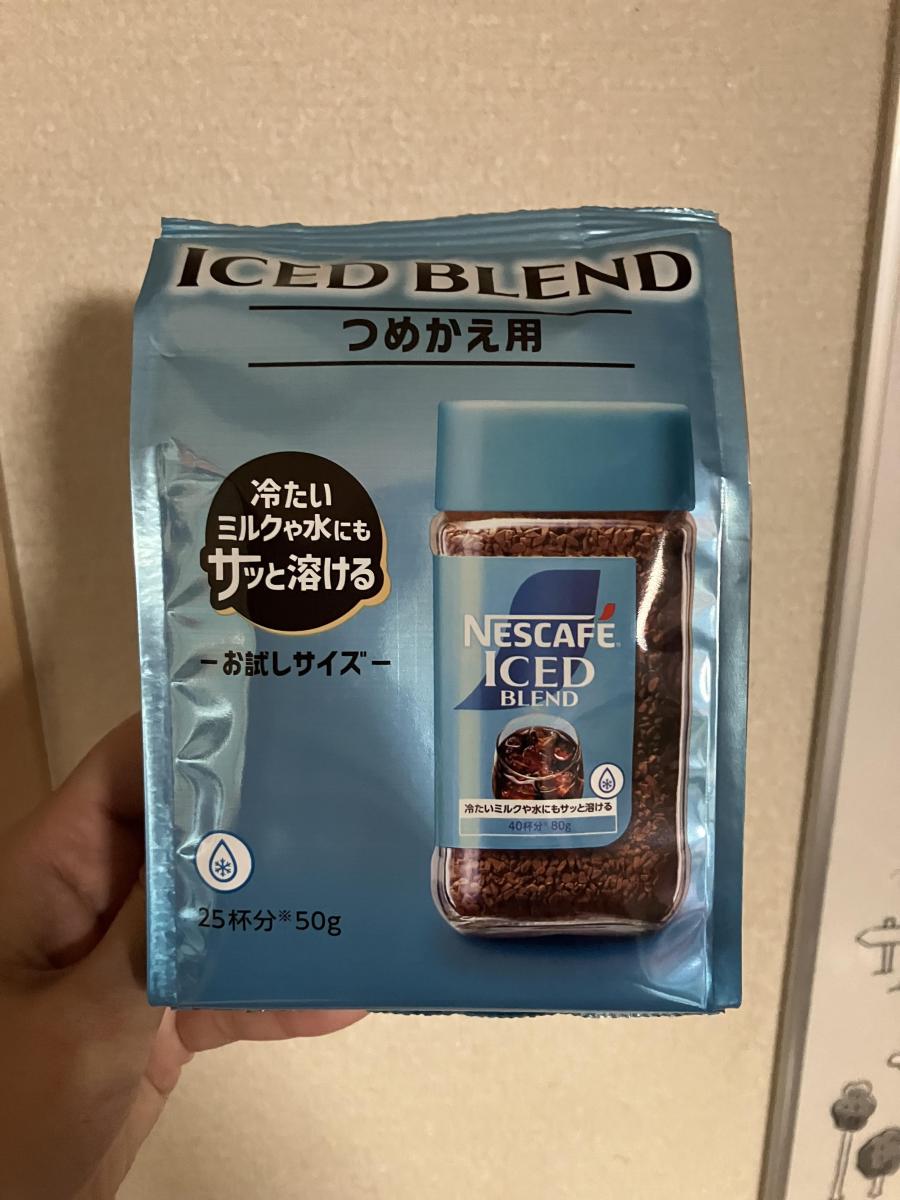 ICED BLEND
つめかえ用
冷たい
ミルクや水にも
サッと溶ける
−お試しサイズ−
25杯分※50g
NESCAFÉ®
ICED
BLEND
冷たいミルクや水にもサッと溶ける
40杯分※80g